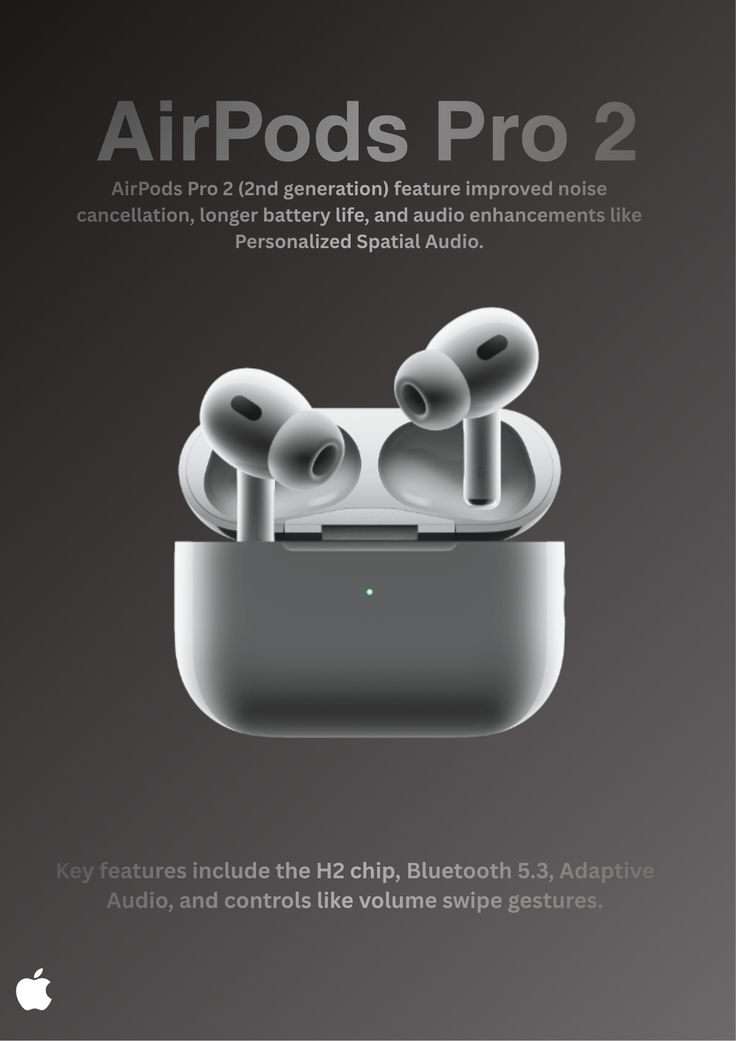 AirPods Pro 2
AirPods Pro 2 (2nd generation) feature improved noise
cancellation, longer battery life, and audio enhancements like
Personalized Spatial Audio.
Key features include the H2 chip, Bluetooth 5.3, Adaptive
Audio, and controls like volume swipe gestures.